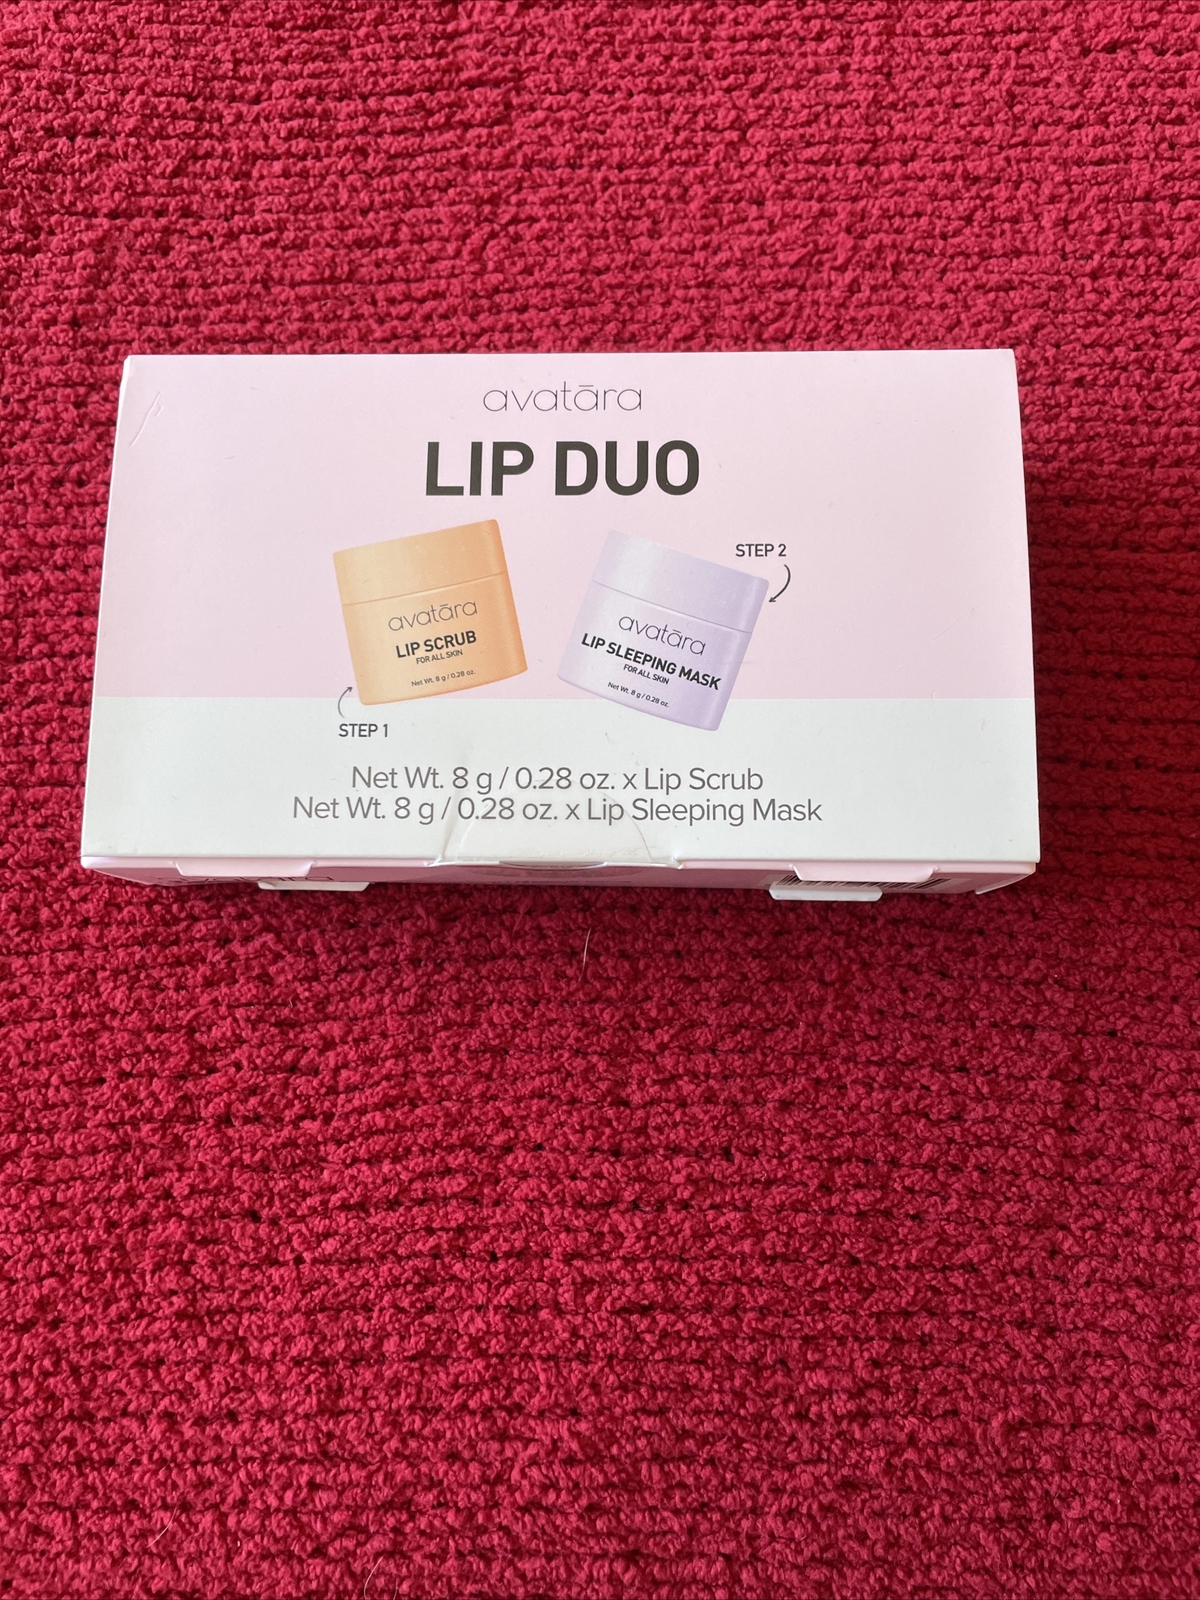 avatāra
LIP DUO
STEP 2
avatāra
LIP SCRUB
FOR ALL SKIN
Net Wt. 8 g / 0.28 oz.
STEP 1
avatāra
LIP SLEEPING MASK
FOR ALL SKIN
Net Wt. 8 g / 0.28 oz.
Net Wt. 8 g / 0.28 oz. x Lip Scrub
Net Wt. 8 g / 0.28 oz. x Lip Sleeping Mask